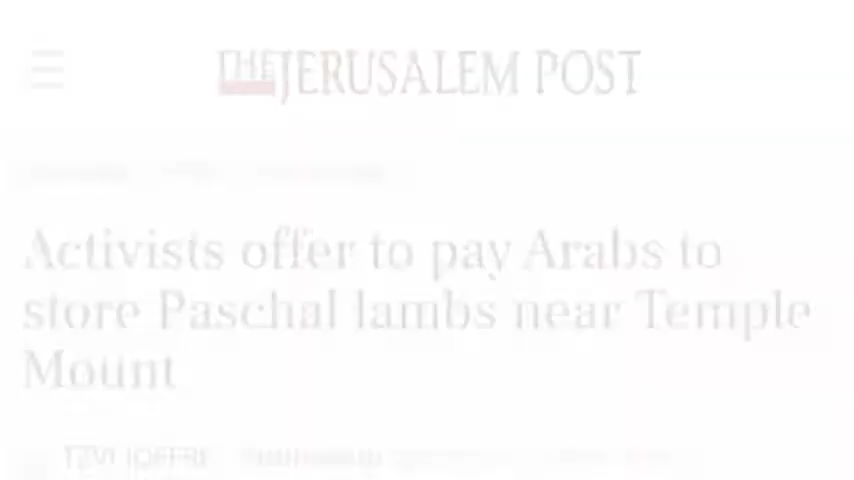 THE JERUSALEM POST
Activists offer to pay Arabs to
store Paschal lambs near Temple
Mount